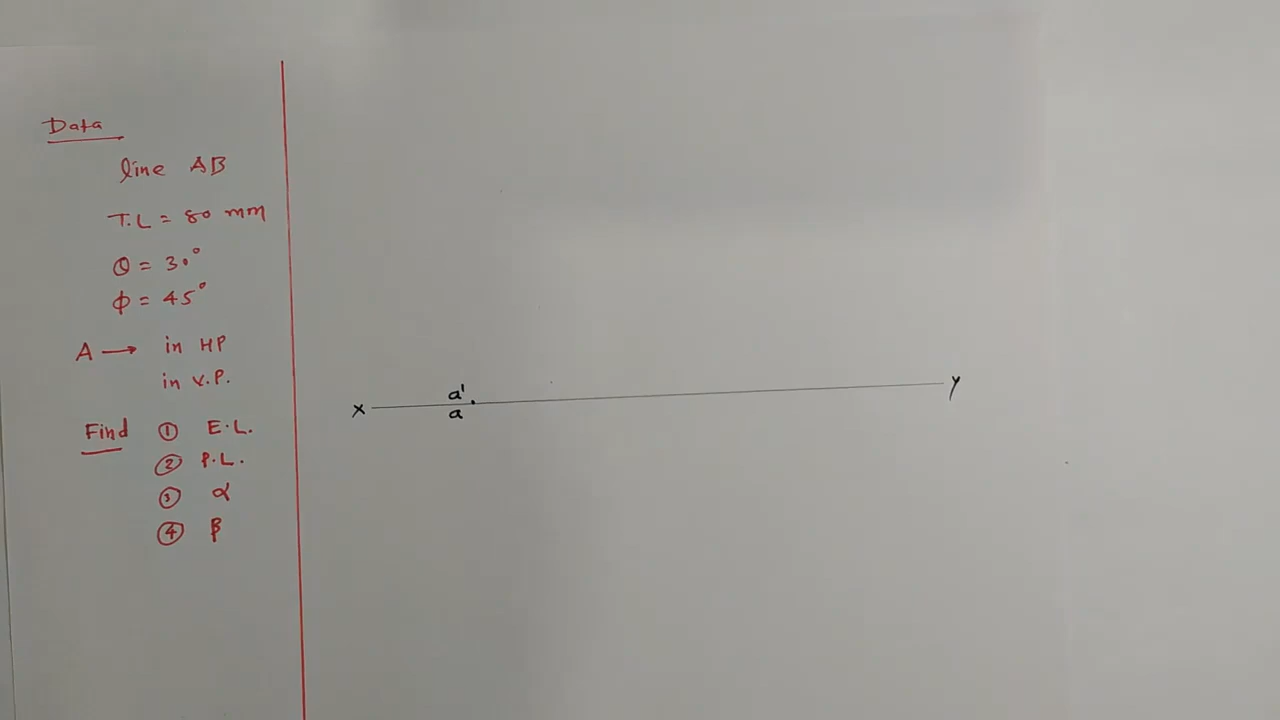 Data
line AB
T.L = 80 mm
θ = 30°
φ = 45°
A → in HP
in V.P.
Find ① E.L.
② P.L.
③ α
④ β
x a' y
a